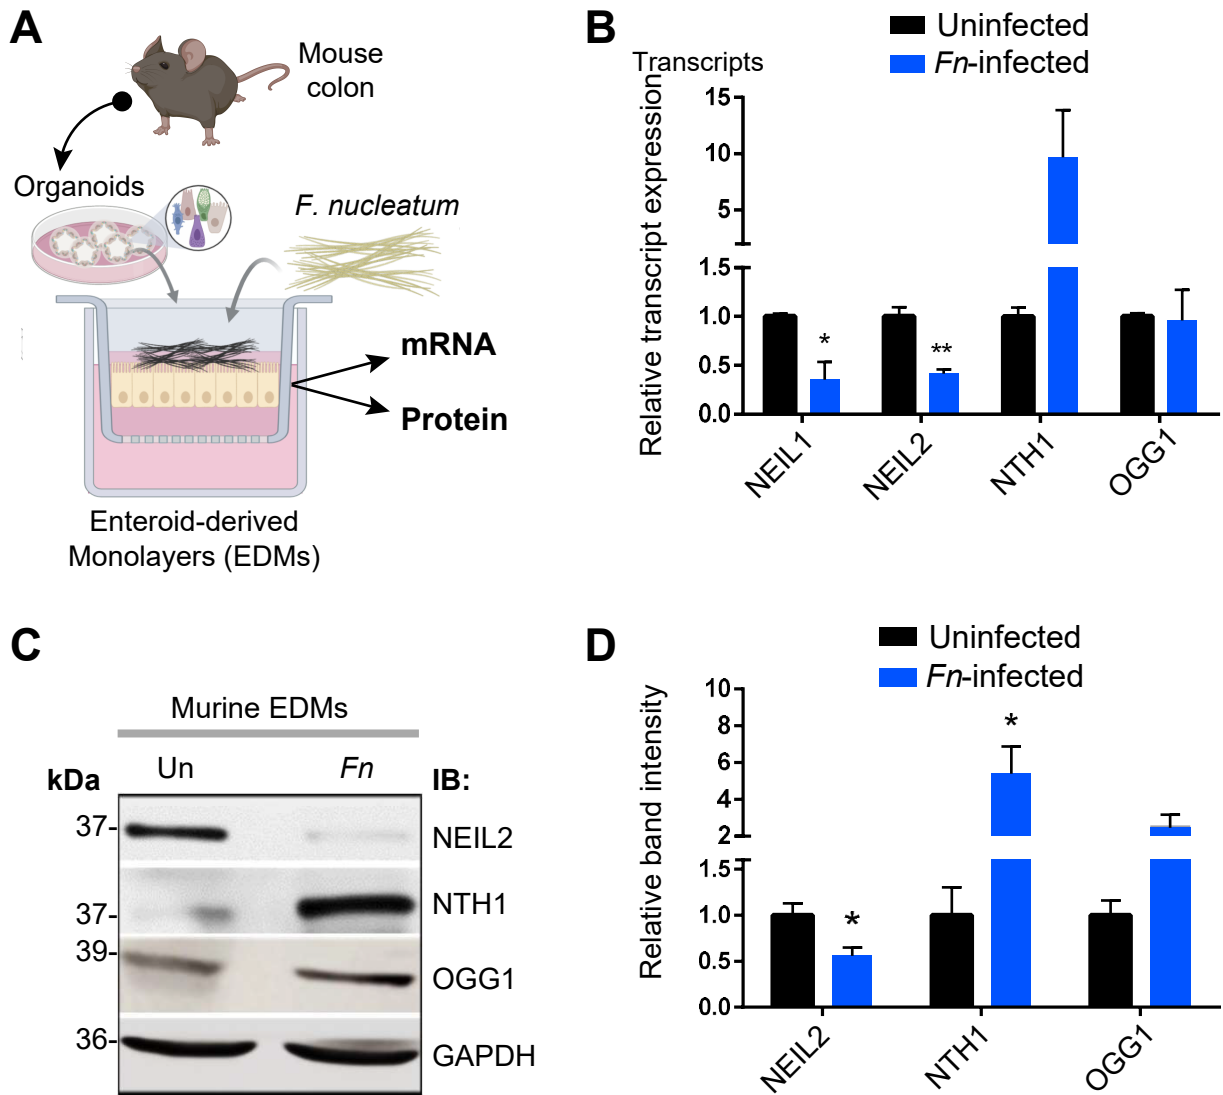 A
Mouse
colon
Organoids
F. nucleatum
mRNA
Protein
Enteroid-derived
Monolayers (EDMs)
B
Uninfected
Fn-infected
Transcripts
Relative transcript expression
15
10
5
1.5
1.0
0.5
0.0
*
**
NEIL1
NEIL2
NTH1
OGG1
C
Murine EDMs
kDa
Un
Fn
IB:
37-
NEIL2
37-
NTH1
39-
OGG1
36-
GAPDH
D
Uninfected
Fn-infected
Relative band intensity
10
8
6
4
2
1.5
1.0
0.5
0.0
*
*
NEIL2
NTH1
OGG1